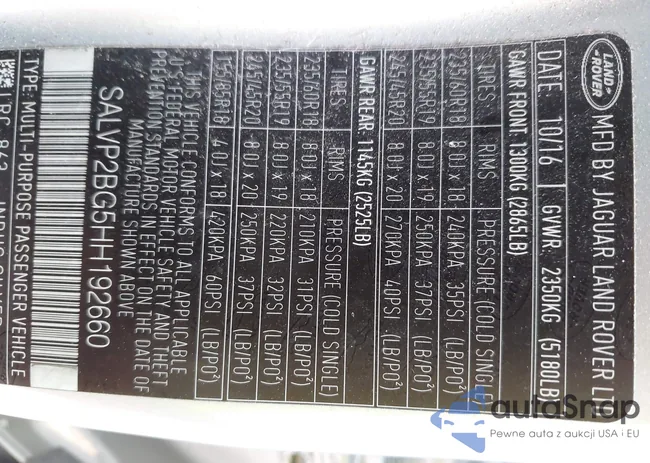 LAND ROVER
MFD BY JAGUAR LAND ROVER
DATE: 10/16 GVWR: 2350KG (5180LB)
GAWR FRONT 1300KG (2865LB)
TIRES RIMS PRESSURE (COLD SINGLE)
235/60R18 8.0J x 18 240KPA 35PSI (LB/PO²)
235/55R19 8.0J x 19 250KPA 37PSI (LB/PO²)
245/45R20 8.0J x 20 270KPA 40PSI (LB/PO²)
GAWR REAR: 1145KG (2525LB)
TIRES RIMS PRESSURE (COLD SINGLE)
235/60R18 8.0J x 18 210KPA 31PSI (LB/PO²)
235/55R19 8.0J x 19 220KPA 32PSI (LB/PO²)
245/45R20 8.0J x 20 250KPA 37PSI (LB/PO²)
155/85R18 4.0J x 18 420KPA 60PSI (LB/PO²)
THIS VEHICLE CONFORMS TO ALL APPLICABLE
U.S. FEDERAL MOTOR VEHICLE SAFETY AND THEFT
PREVENTION STANDARDS IN EFFECT ON THE DATE OF
MANUFACTURE SHOWN ABOVE
SALVP2BG5HH192660
TYPE: MULTI-PURPOSE PASSENGER VEHICLE
autoSnap
Pewne auta z aukcji USA i EU